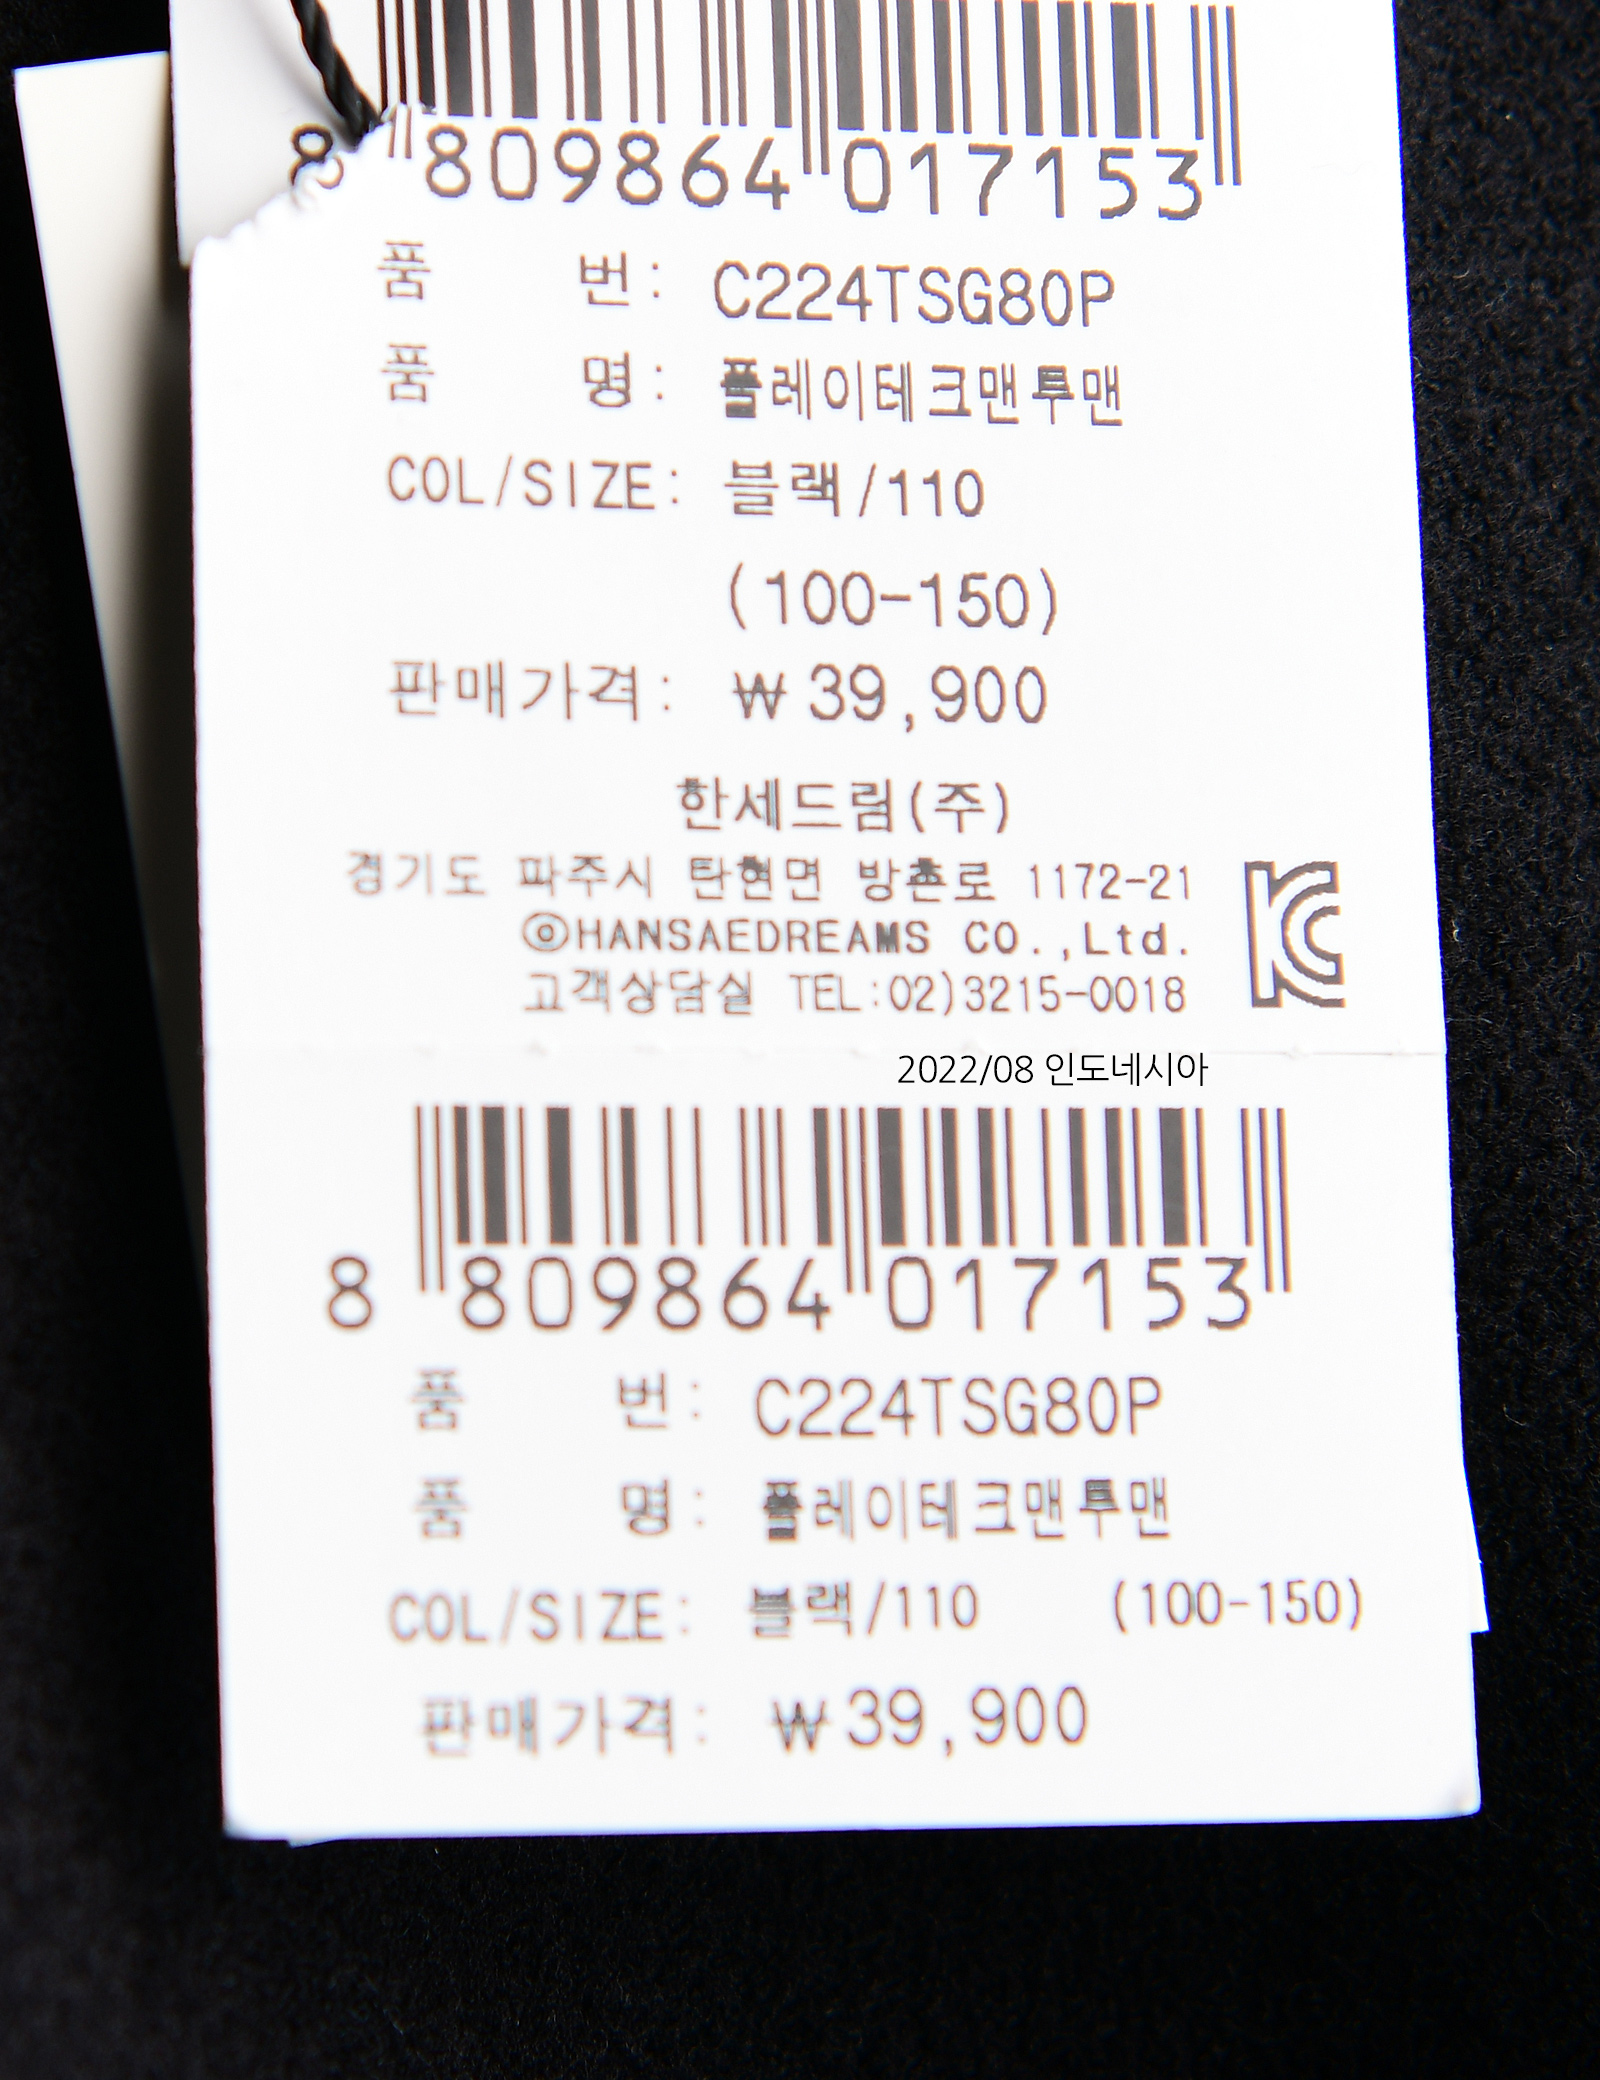 8 809864 017153
품 번: C224TSG80P
품 명: 플레이테크맨투맨
COL/SIZE: 블랙/110
(100-150)
판매가격: ₩39,900
한세드림(주)
경기도 파주시 탄현면 방촌로 1172-21
ⓒHANSAEDREAMS CO.,Ltd.
고객상담실 TEL:02)3215-0018
KC
2022/08 인도네시아
8 809864 017153
품 번: C224TSG80P
품 명: 플레이테크맨투맨
COL/SIZE: 블랙/110 (100-150)
판매가격: ₩39,900